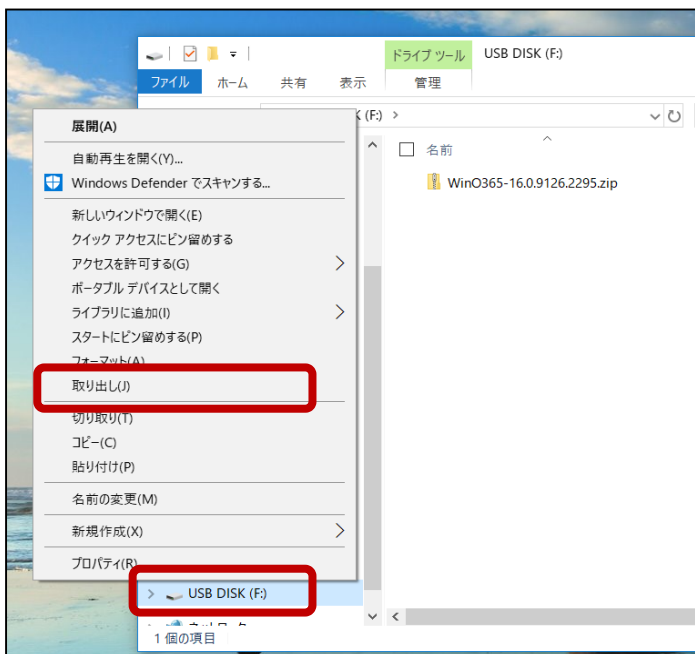 ドライブ ツール
USB DISK (F:)
ファイル
ホーム
共有
表示
管理
(F:)
展開(A)
自動再生を開く(Y)...
Windows Defender でスキャンする...
新しいウィンドウで開く(E)
クイック アクセスにピン留めする
アクセスを許可する(G)
ポータブル デバイスとして開く
ライブラリに追加(I)
スタートにピン留めする(P)
フォーマット(A)
取り出し(J)
切り取り(T)
コピー(C)
貼り付け(P)
名前の変更(M)
新規作成(X)
プロパティ(R)
名前
WinO365-16.0.9126.2295.zip
USB DISK (F:)
1 個の項目